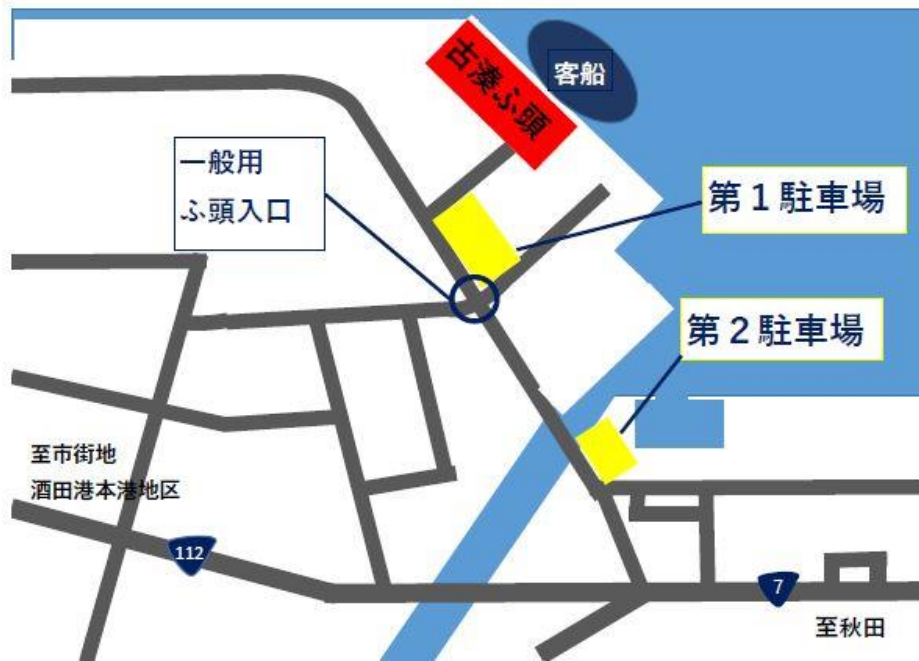 古湊ふ頭
客船
一般用
ふ頭入口
第1駐車場
第2駐車場
至市街地
酒田港本港地区
112
7
至秋田